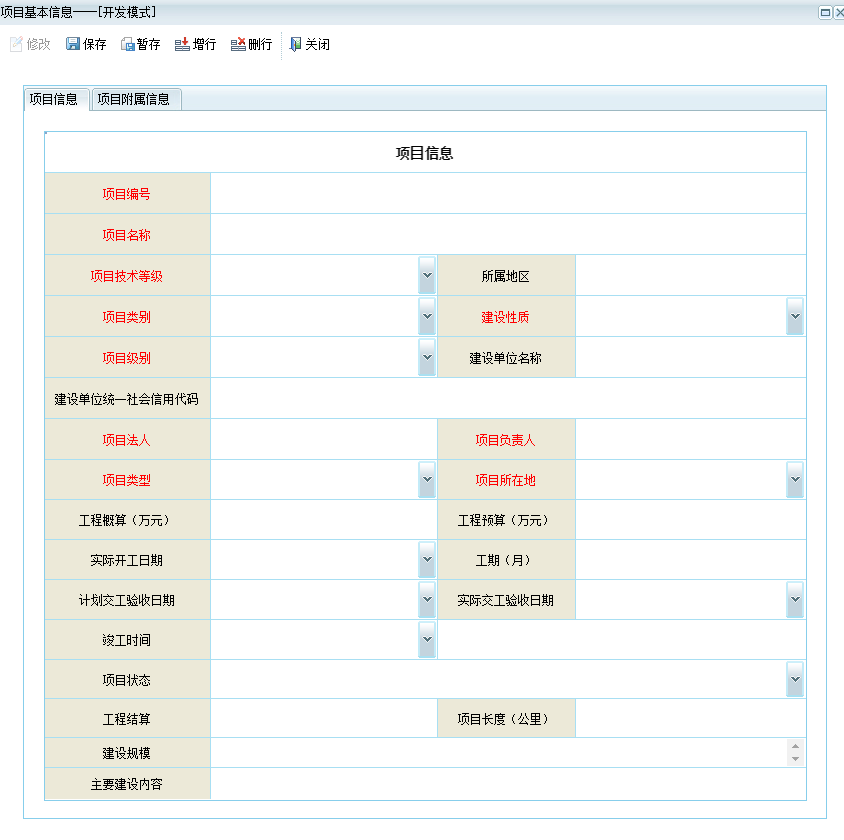 项目基本信息——[开发模式]
修改 保存 暂存 增行 删行 关闭
项目信息 项目附属信息
项目信息
项目编号
项目名称
项目技术等级 所属地区
项目类别 建设性质
项目级别 建设单位名称
建设单位统一社会信用代码
项目法人 项目负责人
项目类型 项目所在地
工程概算（万元） 工程预算（万元）
实际开工日期 工期（月）
计划交工验收日期 实际交工验收日期
竣工时间
项目状态
工程结算 项目长度（公里）
建设规模
主要建设内容